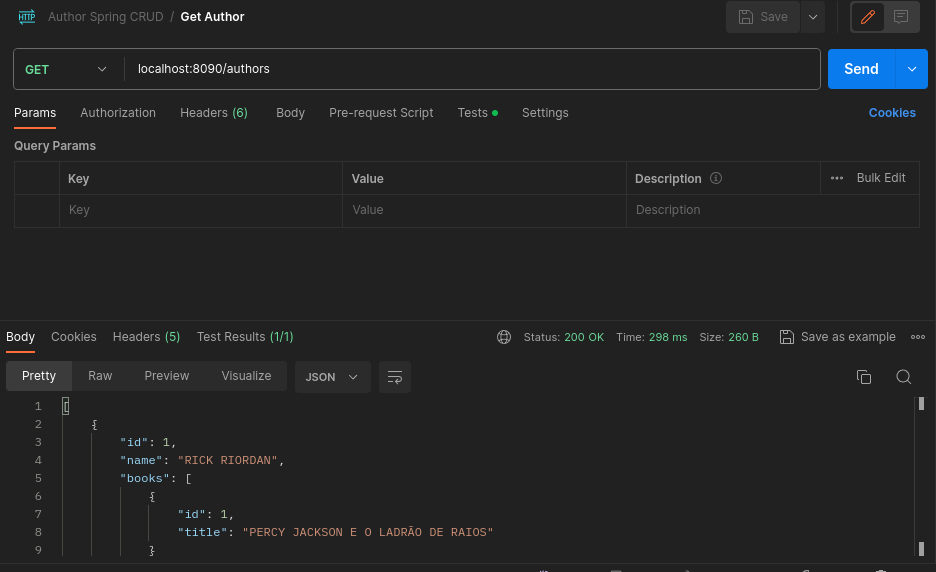 HTTP Author Spring CRUD / Get Author Save
GET localhost:8090/authors Send
Params Authorization Headers (6) Body Pre-request Script Tests Settings Cookies
Query Params
Key Value Description Bulk Edit
Key Value Description
Body Cookies Headers (5) Test Results (1/1) Status: 200 OK Time: 298 ms Size: 260 B Save as example
Pretty Raw Preview Visualize JSON
1 [
2 {
3 "id": 1,
4 "name": "RICK RIORDAN",
5 "books": [
6 {
7 "id": 1,
8 "title": "PERCY JACKSON E O LADRÃO DE RAIOS"
9 }